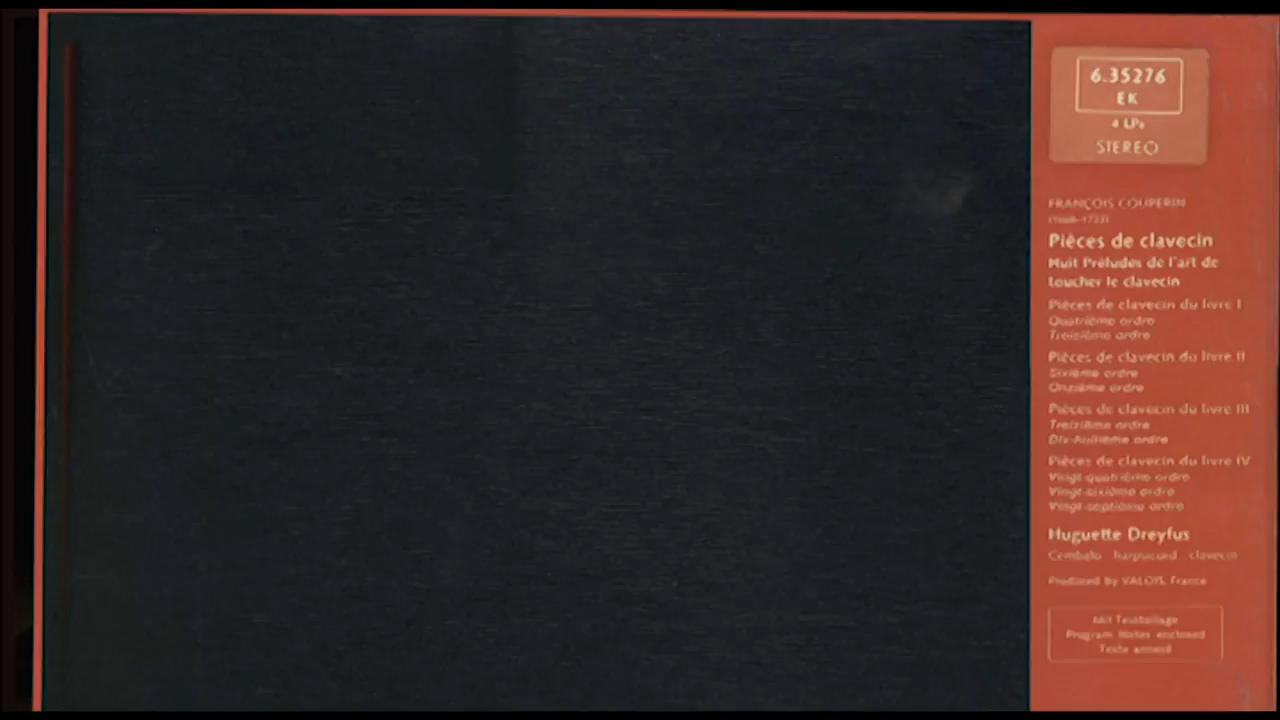 6.35276
EK
4 LPs
STEREO
FRANÇOIS COUPERIN
Pièces de clavecin
Huit Préludes de l'art de
toucher le clavecin
Pièces de clavecin du livre I
Quatrième ordre
Troisième ordre
Pièces de clavecin du livre II
Sixième ordre
Onzième ordre
Pièces de clavecin du livre III
Treizième ordre
Dix-huitième ordre
Pièces de clavecin du livre IV
Vingt-quatrième ordre
Vingt-sixième ordre
Vingt-septième ordre
Huguette Dreyfus
Cembalo harpsicord clavecin
Produced by VALOIS, France
Mit Textbeilage
Program Notes enclosed
Texte annexé